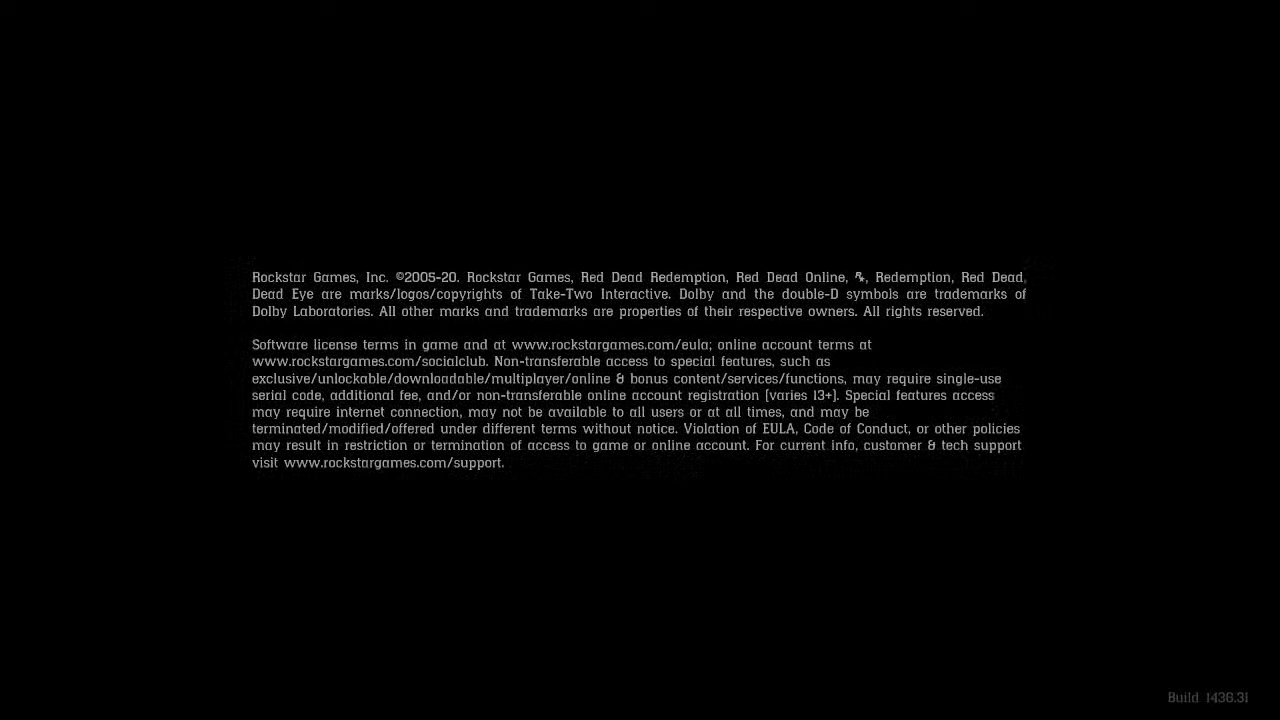 Rockstar Games, Inc. ©2005-20. Rockstar Games, Red Dead Redemption, Red Dead Online, , Redemption, Red Dead,
Dead Eye are marks/logos/copyrights of Take-Two Interactive. Dolby and the double-D symbols are trademarks of
Dolby Laboratories. All other marks and trademarks are properties of their respective owners. All rights reserved.
Software license terms in game and at www.rockstargames.com/eula; online account terms at
www.rockstargames.com/socialclub. Non-transferable access to special features, such as
exclusive/unlockable/downloadable/multiplayer/online & bonus content/services/functions, may require single-use
serial code, additional fee, and/or non-transferable online account registration (varies 13+). Special features access
may require internet connection, may not be available to all users or at all times, and may be
terminated/modified/offered under different terms without notice. Violation of EULA, Code of Conduct, or other policies
may result in restriction or termination of access to game or online account. For current info, customer & tech support
visit www.rockstargames.com/support.
Build 1436.31